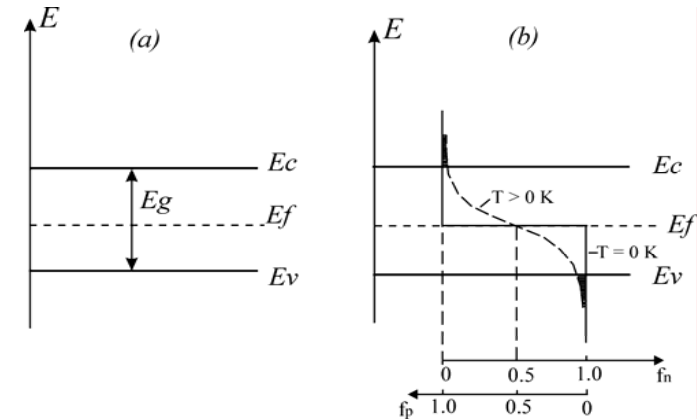 E
(a)
Ec
Eg
Ef
Ev
E
(b)
Ec
T > 0 K
Ef
T = 0 K
Ev
0 0.5 1.0 fn
fp 1.0 0.5 0